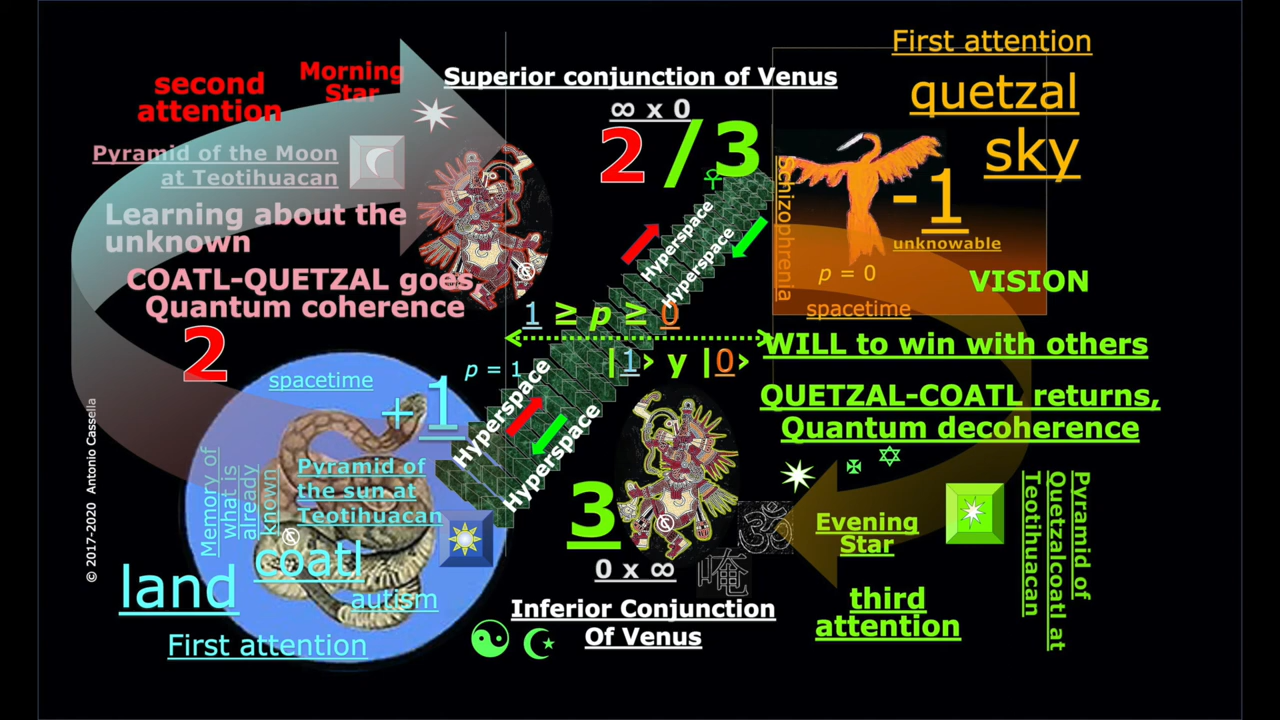 First attention
quetzal
sky
Schizophrenia
-1
unknowable
p = 0
spacetime
VISION
second
attention
Morning
Star
Pyramid of the Moon
at Teotihuacan
Learning about the
unknown
COATL-QUETZAL goes,
Quantum coherence
2
Superior conjunction of Venus
∞ x 0
2 / 3
☥
Hyperspace
Hyperspace
1 ≥ p ≥ 0
|1› y |0›
p = 1
Hyperspace
Hyperspace
WILL to win with others
QUETZAL-COATL returns,
Quantum decoherence
✠ ✡
Evening
Star
third
attention
Pyramid of
Quetzalcoatl at
Teotihuacan
spacetime
+1
Memory of
what is
already
known
Pyramid of
the sun at
Teotihuacan
coatl
land
autism
First attention
3
0 x ∞
ॐ
唵
Inferior Conjunction
Of Venus
☯ ☪
© 2017-2020 Antonio Cassella